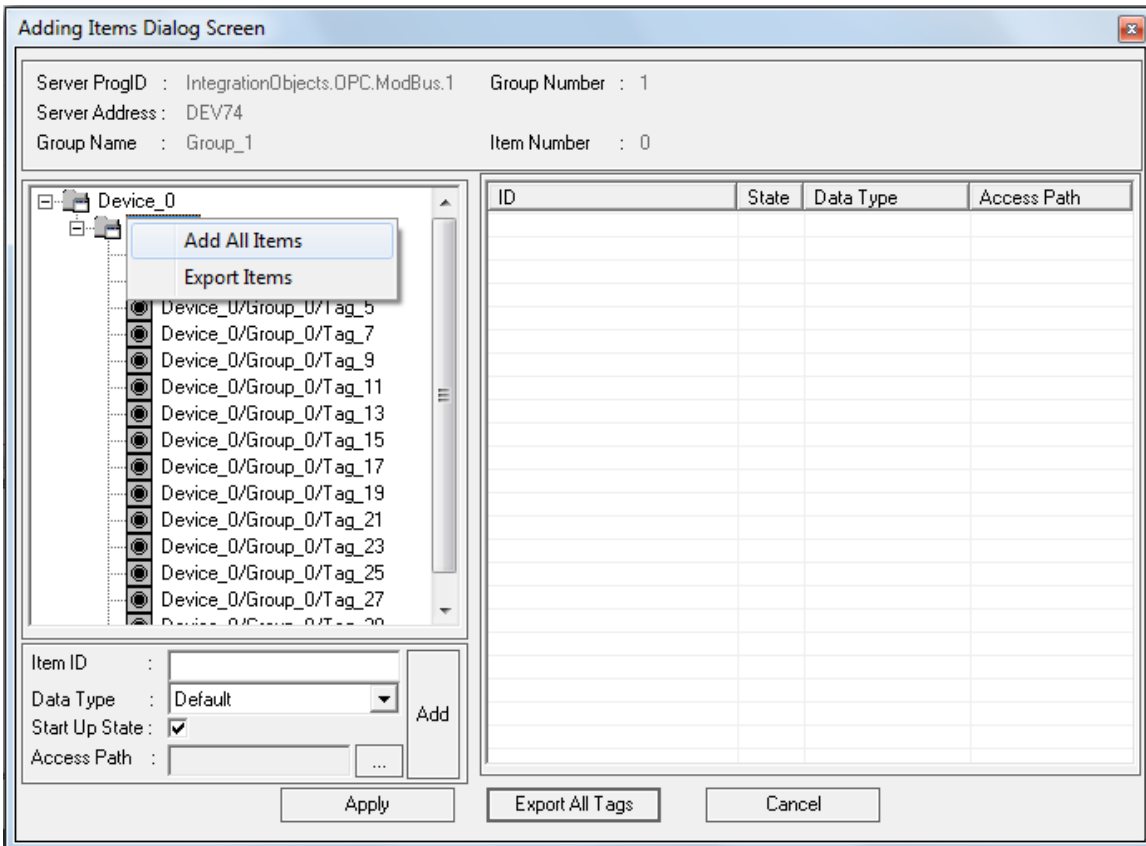 Adding Items Dialog Screen
Server ProgID : IntegrationObjects.OPC.ModBus.1 Group Number : 1
Server Address : DEV74
Group Name : Group_1 Item Number : 0
Device_0
Add All Items
Export Items
Device_0/Group_0/Tag_5
Device_0/Group_0/Tag_7
Device_0/Group_0/Tag_9
Device_0/Group_0/Tag_11
Device_0/Group_0/Tag_13
Device_0/Group_0/Tag_15
Device_0/Group_0/Tag_17
Device_0/Group_0/Tag_19
Device_0/Group_0/Tag_21
Device_0/Group_0/Tag_23
Device_0/Group_0/Tag_25
Device_0/Group_0/Tag_27
ID State Data Type Access Path
Item ID :
Data Type : Default
Start Up State :
Access Path : ...
Add
Apply Export All Tags Cancel